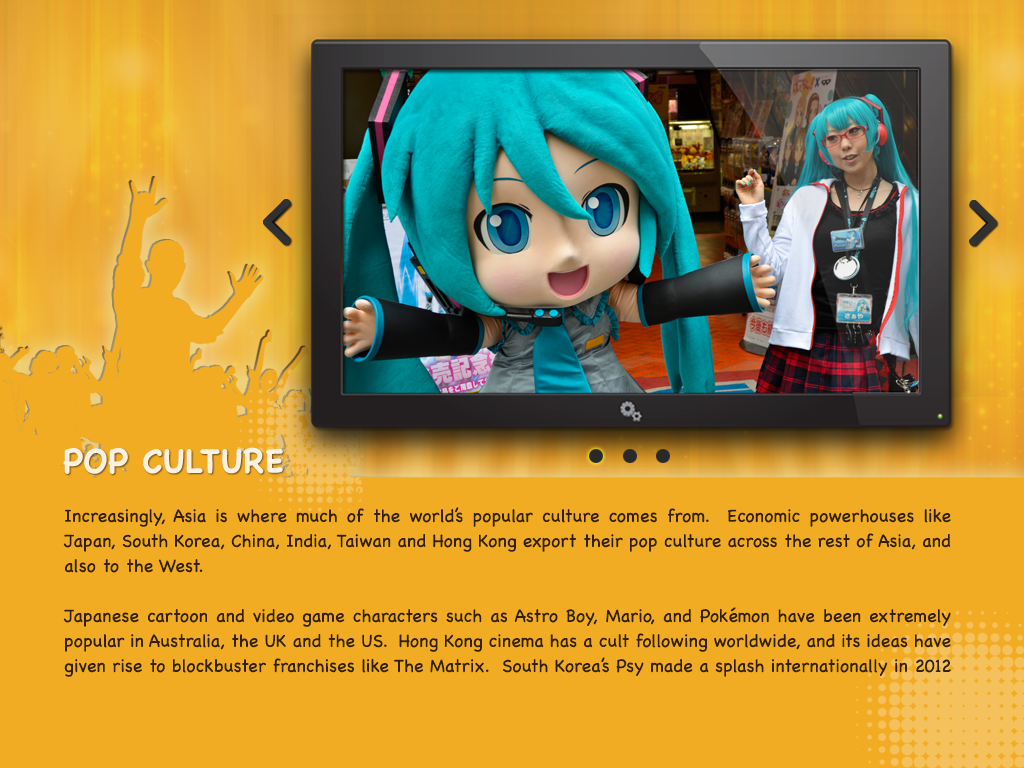 売記念
POP CULTURE
Increasingly, Asia is where much of the world's popular culture comes from.  Economic powerhouses like
Japan, South Korea, China, India, Taiwan and Hong Kong export their pop culture across the rest of Asia, and
also to the West.
Japanese cartoon and video game characters such as Astro Boy, Mario, and Pokémon have been extremely
popular in Australia, the UK and the US.  Hong Kong cinema has a cult following worldwide, and its ideas have
given rise to blockbuster franchises like The Matrix.  South Korea's Psy made a splash internationally in 2012